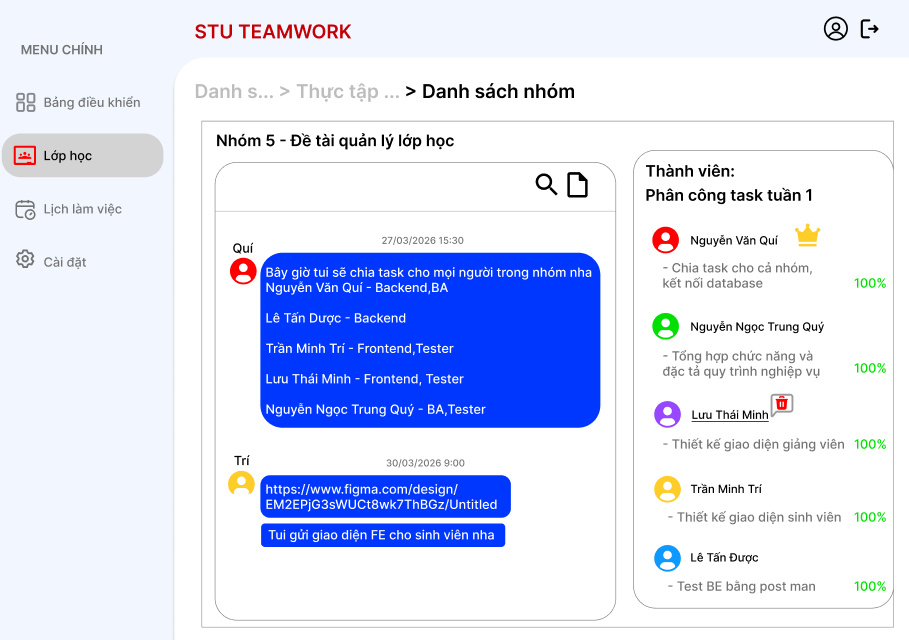 STU TEAMWORK
MENU CHÍNH
Bảng điều khiển
Lớp học
Lịch làm việc
Cài đặt
Danh s... > Thực tập ... > Danh sách nhóm
Nhóm 5 - Đề tài quản lý lớp học
27/03/2026 15:30
Quí
Bây giờ tui sẽ chia task cho mọi người trong nhóm nha
Nguyễn Văn Quí - Backend,BA
Lê Tấn Dược - Backend
Trần Minh Trí - Frontend,Tester
Lưu Thái Minh - Frontend, Tester
Nguyễn Ngọc Trung Quý - BA,Tester
Trí
30/03/2026 9:00
https://www.figma.com/design/
EM2EPjG3sWUCt8wk7ThBGz/Untitled
Tui gửi giao diện FE cho sinh viên nha
Thành viên:
Phân công task tuần 1
Nguyễn Văn Quí
- Chia task cho cả nhóm,
kết nối database
100%
Nguyễn Ngọc Trung Quý
- Tổng hợp chức năng và
đặc tả quy trình nghiệp vụ
100%
Lưu Thái Minh
- Thiết kế giao diện giảng viên
100%
Trần Minh Trí
- Thiết kế giao diện sinh viên
100%
Lê Tấn Được
- Test BE bằng post man
100%